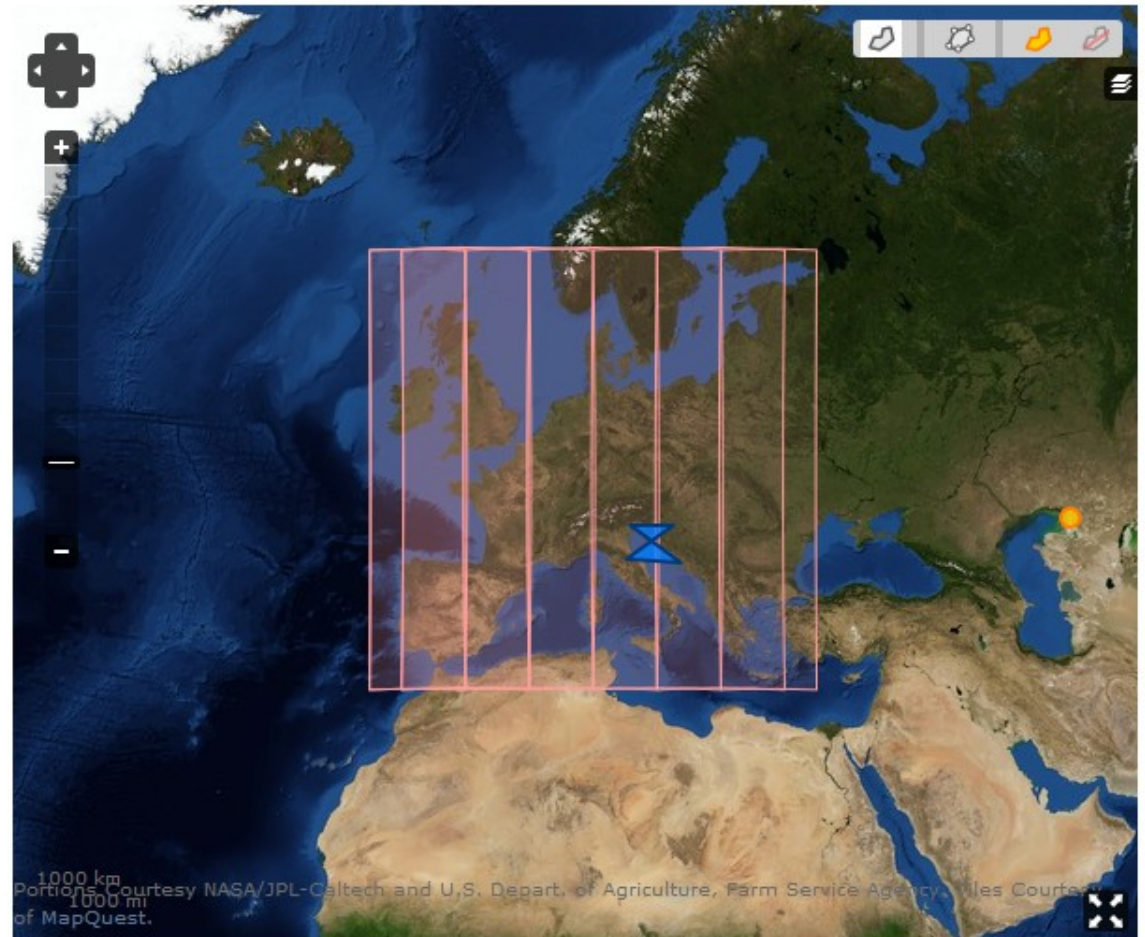 +
-
1000 km
1000 mi
Portions Courtesy NASA/JPL-Caltech and U.S. Depart. of Agriculture, Farm Service Agency. Tiles Courtesy
of MapQuest.